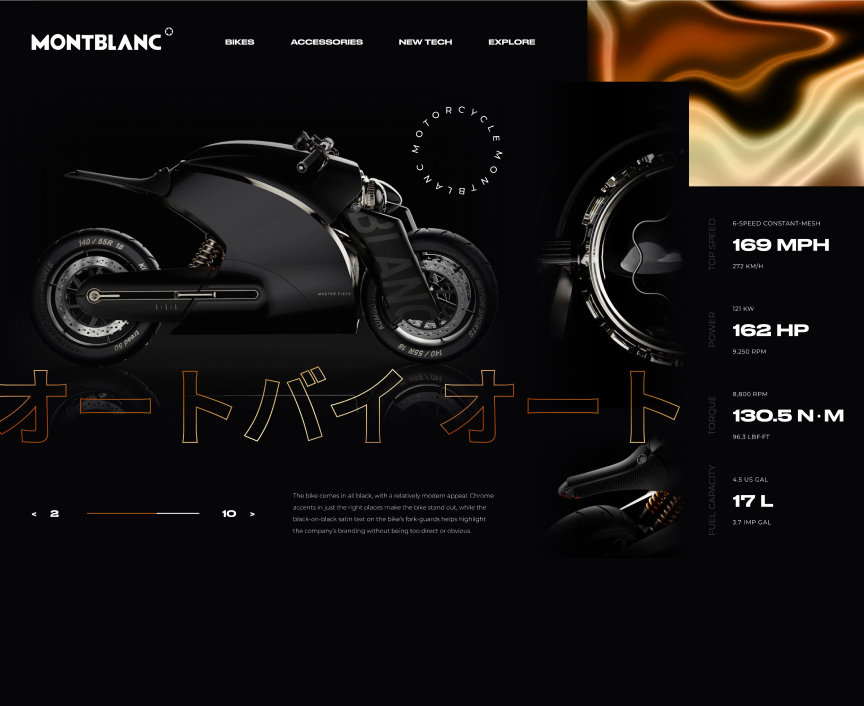 MONTBLANC
BIKES
ACCESSORIES
NEW TECH
EXPLORE
MOTORCYCLE MONTBLANC
140 / 55R 18
BLANC
MASTER PIECE
140 / 55R 18
オートバイ オート
< 2
10 >
The bike comes in all black, with a relatively modern appeal. Chrome
accents in just the right places make the bike stand out, while the
black-on-black satin text on the bike's fork-guards helps highlight
the company's branding without being too direct or obvious.
TOP SPEED
6-SPEED CONSTANT-MESH
169 MPH
272 KM/H
POWER
121 KW
162 HP
9,250 RPM
TORQUE
8,800 RPM
130.5 N·M
96.3 LBF·FT
FUEL CAPACITY
4.5 US GAL
17 L
3.7 IMP GAL